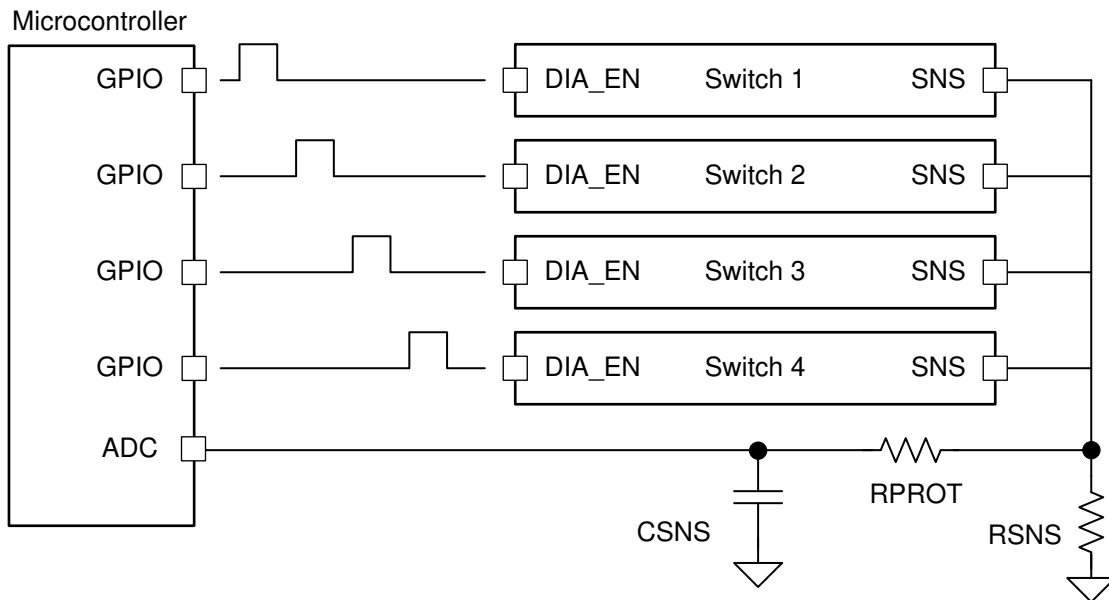 Microcontroller
GPIO DIA_EN Switch 1 SNS
GPIO DIA_EN Switch 2 SNS
GPIO DIA_EN Switch 3 SNS
GPIO DIA_EN Switch 4 SNS
ADC
RPROT
CSNS RSNS